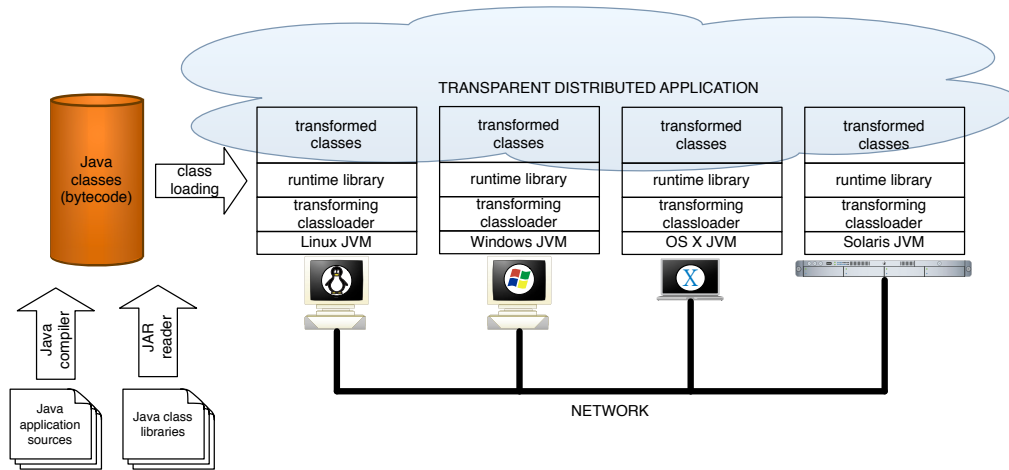 TRANSPARENT DISTRIBUTED APPLICATION
transformed
classes
transformed
classes
transformed
classes
transformed
classes
Java
classes
(bytecode)
class
loading
runtime library
runtime library
runtime library
runtime library
transforming
classloader
transforming
classloader
transforming
classloader
transforming
classloader
Linux JVM
Windows JVM
OS X JVM
Solaris JVM
X
Java
compiler
JAR
reader
Java
application
sources
Java class
libraries
NETWORK